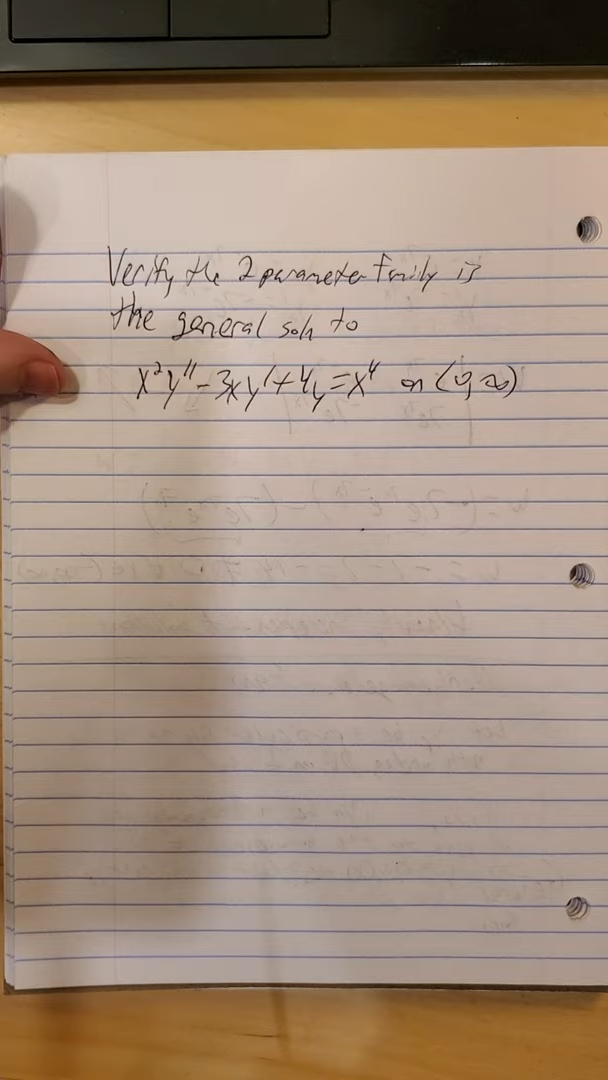 Verify the 2 parameter family is
the general soln to
x²y'' - 3xy' + 4y = x⁴ on (0, ∞)